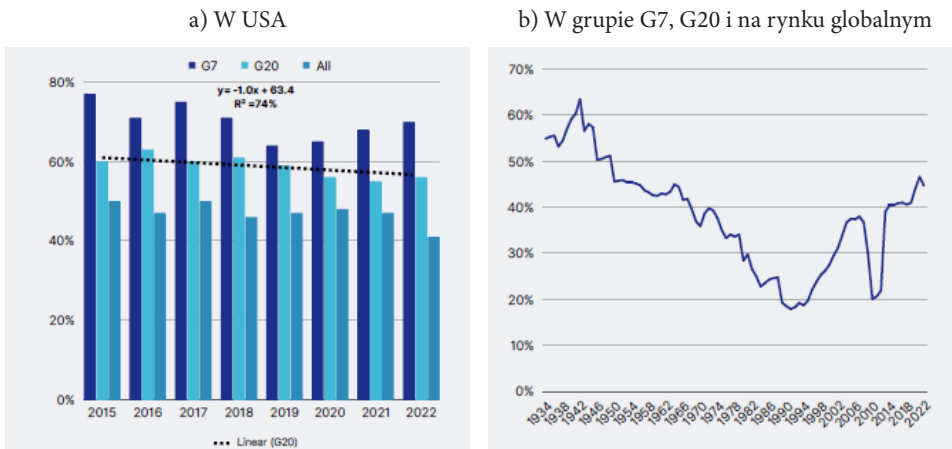 a) W USA
b) W grupie G7, G20 i na rynku globalnym
G7 G20 All
y= -1.0x + 63.4
R² =74%
80%
60%
40%
20%
0%
2015 2016 2017 2018 2019 2020 2021 2022
Linear (G20)
70%
60%
50%
40%
30%
20%
10%
0%
1934 1938 1942 1946 1950 1954 1958 1962 1966 1970 1974 1978 1982 1986 1990 1994 1998 2002 2006 2010 2014 2018 2022